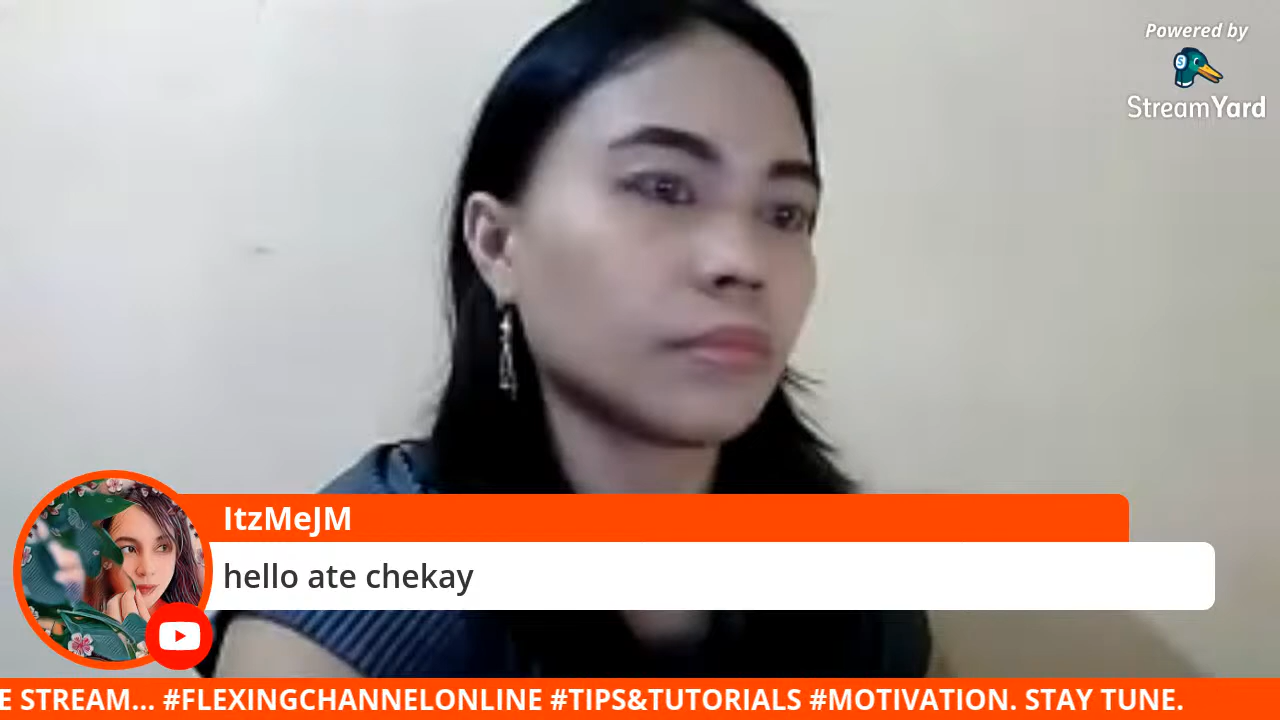 Powered by
StreamYard
ItzMeJM
hello ate chekay
E STREAM... #FLEXINGCHANNELONLINE #TIPS&TUTORIALS #MOTIVATION. STAY TUNE.